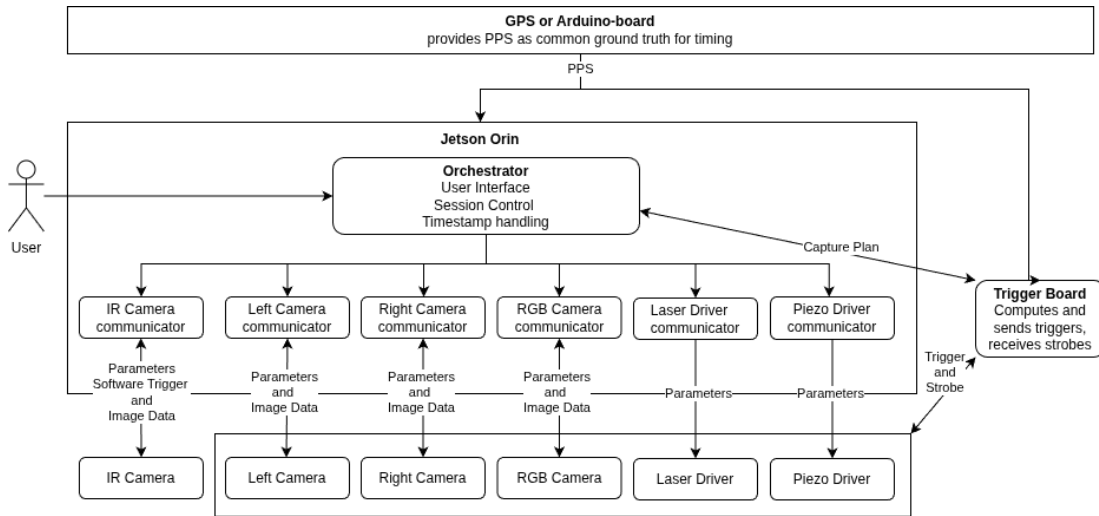 GPS or Arduino-board
provides PPS as common ground truth for timing
PPS
Jetson Orin
Orchestrator
User Interface
Session Control
Timestamp handling
User
Capture Plan
IR Camera
communicator
Left Camera
communicator
Right Camera
communicator
RGB Camera
communicator
Laser Driver
communicator
Piezo Driver
communicator
Trigger Board
Computes and
sends triggers,
receives strobes
Parameters
Software Trigger
and
Image Data
Parameters
and
Image Data
Parameters
and
Image Data
Parameters
and
Image Data
Parameters
Parameters
Trigger
and
Strobe
IR Camera
Left Camera
Right Camera
RGB Camera
Laser Driver
Piezo Driver